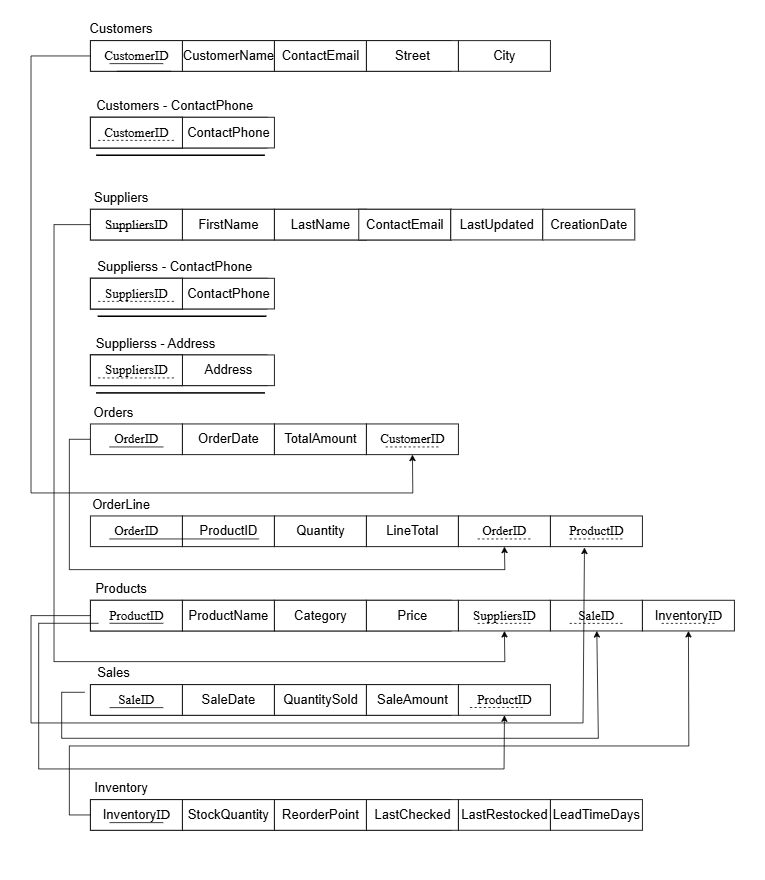 Customers
CustomerID CustomerName ContactEmail Street City
Customers - ContactPhone
CustomerID ContactPhone
Suppliers
SuppliersID FirstName LastName ContactEmail LastUpdated CreationDate
Supplierss - ContactPhone
SuppliersID ContactPhone
Supplierss - Address
SuppliersID Address
Orders
OrderID OrderDate TotalAmount CustomerID
OrderLine
OrderID ProductID Quantity LineTotal OrderID ProductID
Products
ProductID ProductName Category Price SuppliersID SaleID InventoryID
Sales
SaleID SaleDate QuantitySold SaleAmount ProductID
Inventory
InventoryID StockQuantity ReorderPoint LastChecked LastRestocked LeadTimeDays